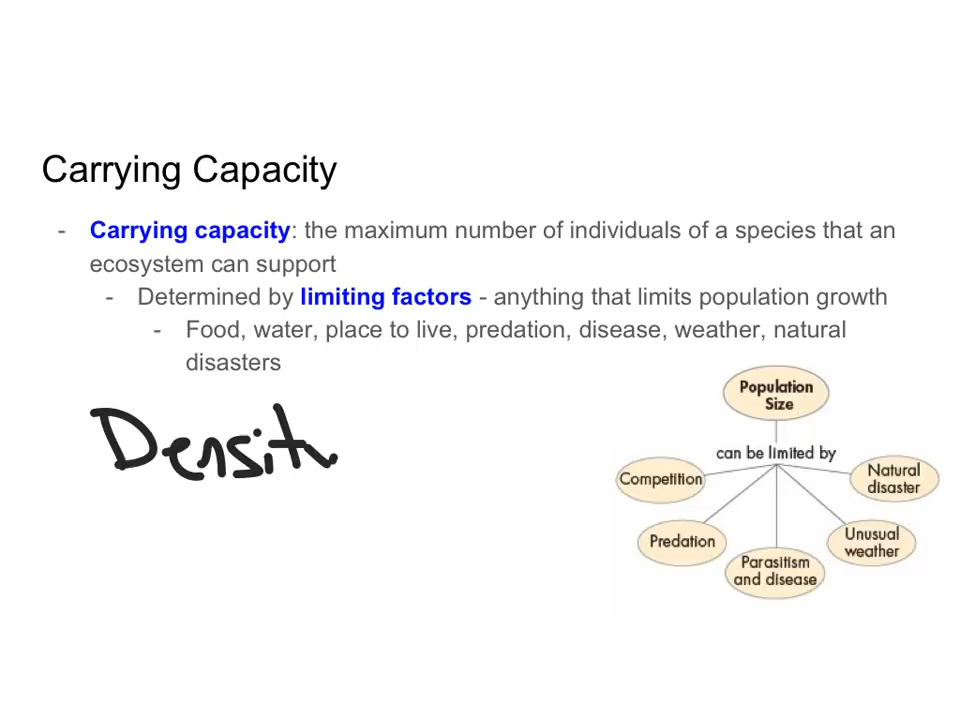 Carrying Capacity
- Carrying capacity: the maximum number of individuals of a species that an
ecosystem can support
- Determined by limiting factors - anything that limits population growth
- Food, water, place to live, predation, disease, weather, natural
disasters
Densit
Population
Size
can be limited by
Competition
Predation
Parasitism
and disease
Unusual
weather
Natural
disaster